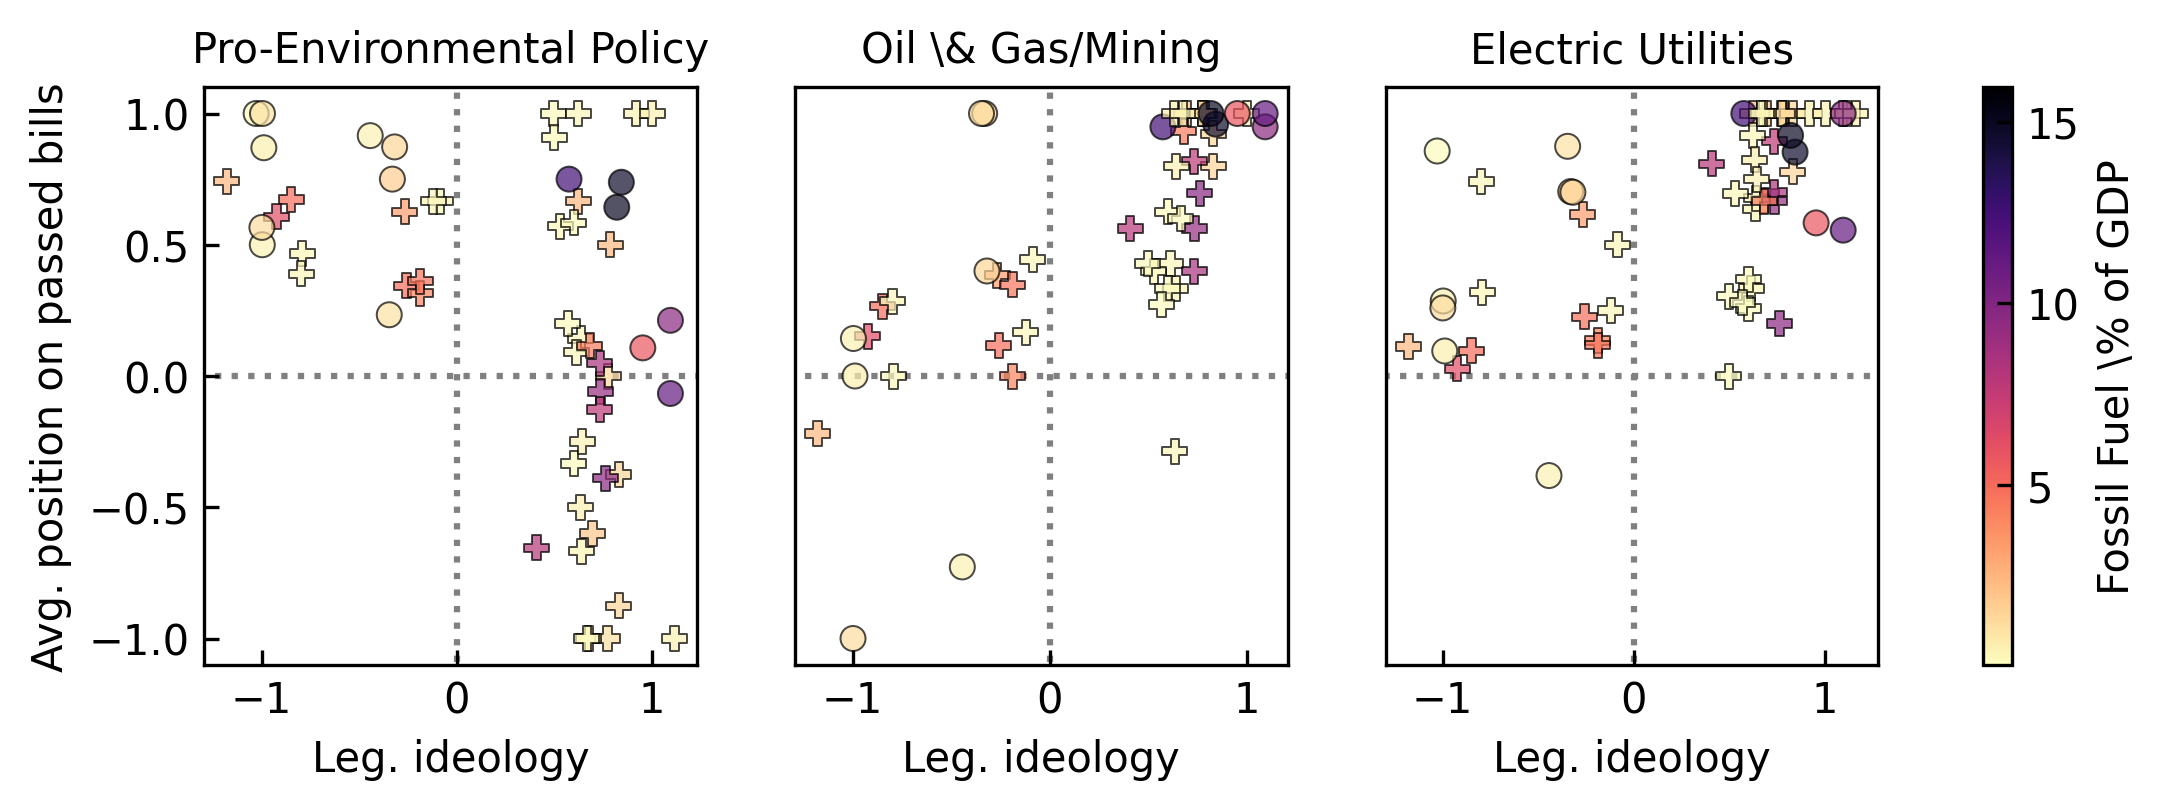 Pro-Environmental Policy
Oil \& Gas/Mining
Electric Utilities
Avg. position on passed bills
1.0
0.5
0.0
−0.5
−1.0
−1 0 1
−1 0 1
−1 0 1
Leg. ideology
Leg. ideology
Leg. ideology
15
10
5
Fossil Fuel \% of GDP